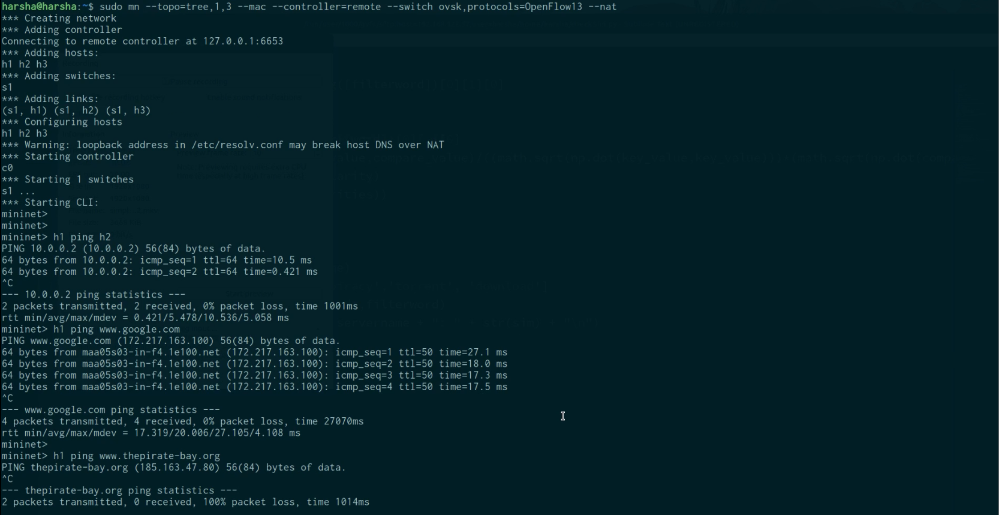 harsha@harsha:~$ sudo mn --topo=tree,1,3 --mac --controller=remote --switch ovsk,protocols=OpenFlow13 --nat
*** Creating network
*** Adding controller
Connecting to remote controller at 127.0.0.1:6653
*** Adding hosts:
h1 h2 h3
*** Adding switches:
s1
*** Adding links:
(s1, h1) (s1, h2) (s1, h3)
*** Configuring hosts
h1 h2 h3
*** Warning: loopback address in /etc/resolv.conf may break host DNS over NAT
*** Starting controller
c0
*** Starting 1 switches
s1 ...
*** Starting CLI:
mininet>
mininet>
mininet> h1 ping h2
PING 10.0.0.2 (10.0.0.2) 56(84) bytes of data.
64 bytes from 10.0.0.2: icmp_seq=1 ttl=64 time=10.5 ms
64 bytes from 10.0.0.2: icmp_seq=2 ttl=64 time=0.421 ms
^C
--- 10.0.0.2 ping statistics ---
2 packets transmitted, 2 received, 0% packet loss, time 1001ms
rtt min/avg/max/mdev = 0.421/5.478/10.536/5.058 ms
mininet> h1 ping www.google.com
PING www.google.com (172.217.163.100) 56(84) bytes of data.
64 bytes from maa05s03-in-f4.1e100.net (172.217.163.100): icmp_seq=1 ttl=50 time=27.1 ms
64 bytes from maa05s03-in-f4.1e100.net (172.217.163.100): icmp_seq=2 ttl=50 time=18.0 ms
64 bytes from maa05s03-in-f4.1e100.net (172.217.163.100): icmp_seq=3 ttl=50 time=17.3 ms
64 bytes from maa05s03-in-f4.1e100.net (172.217.163.100): icmp_seq=4 ttl=50 time=17.5 ms
^C
--- www.google.com ping statistics ---
4 packets transmitted, 4 received, 0% packet loss, time 27070ms
rtt min/avg/max/mdev = 17.319/20.006/27.105/4.108 ms
mininet>
mininet> h1 ping www.thepirate-bay.org
PING thepirate-bay.org (185.163.47.80) 56(84) bytes of data.
^C
--- thepirate-bay.org ping statistics ---
2 packets transmitted, 0 received, 100% packet loss, time 1014ms